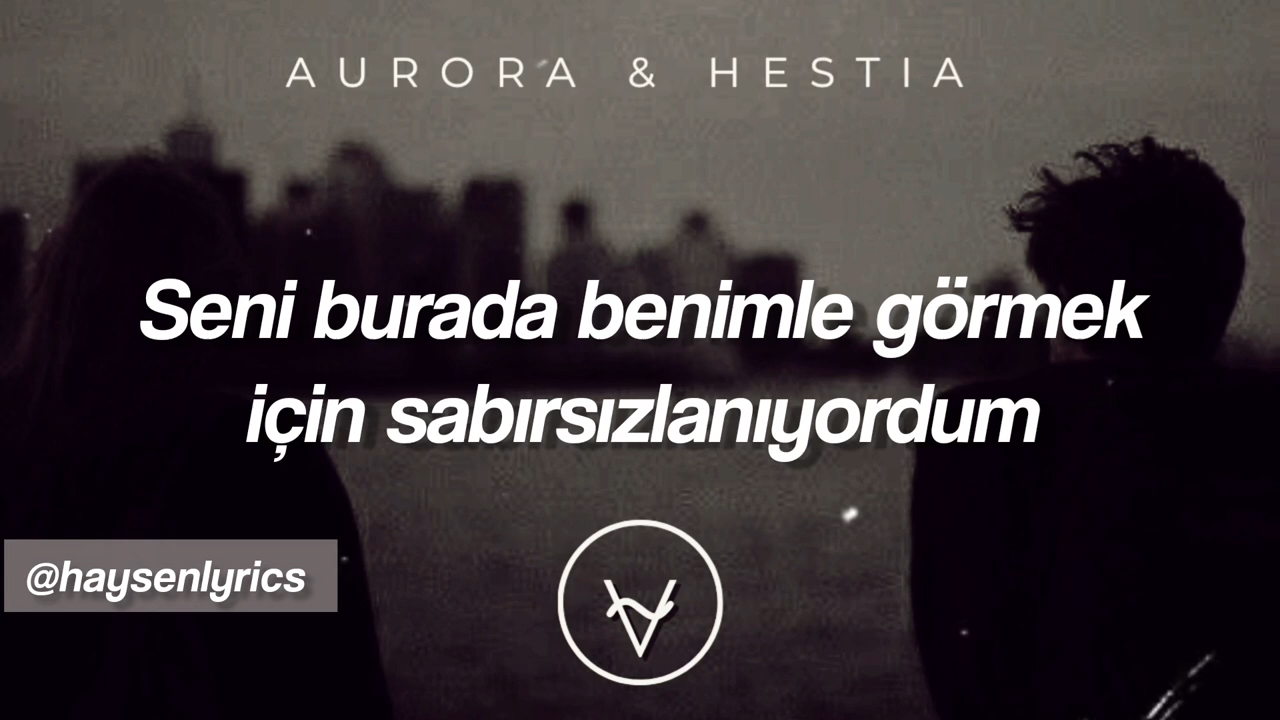 AURORA & HESTIA
Seni burada benimle görmek
için sabırsızlanıyordum
@haysenlyrics